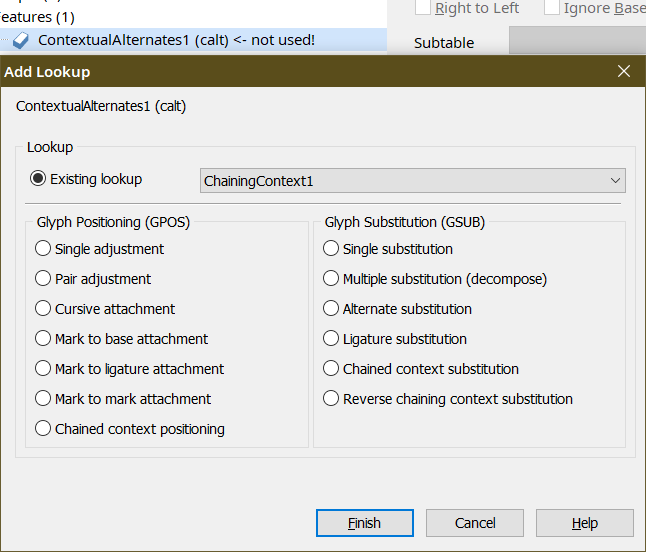 eatures (1)
ContextualAlternates1 (calt) <- not used!
Right to Left
Ignore Base
Subtable
Add Lookup
ContextualAlternates1 (calt)
Lookup
Existing lookup
ChainingContext1
Glyph Positioning (GPOS)
Single adjustment
Pair adjustment
Cursive attachment
Mark to base attachment
Mark to ligature attachment
Mark to mark attachment
Chained context positioning
Glyph Substitution (GSUB)
Single substitution
Multiple substitution (decompose)
Alternate substitution
Ligature substitution
Chained context substitution
Reverse chaining context substitution
Finish
Cancel
Help